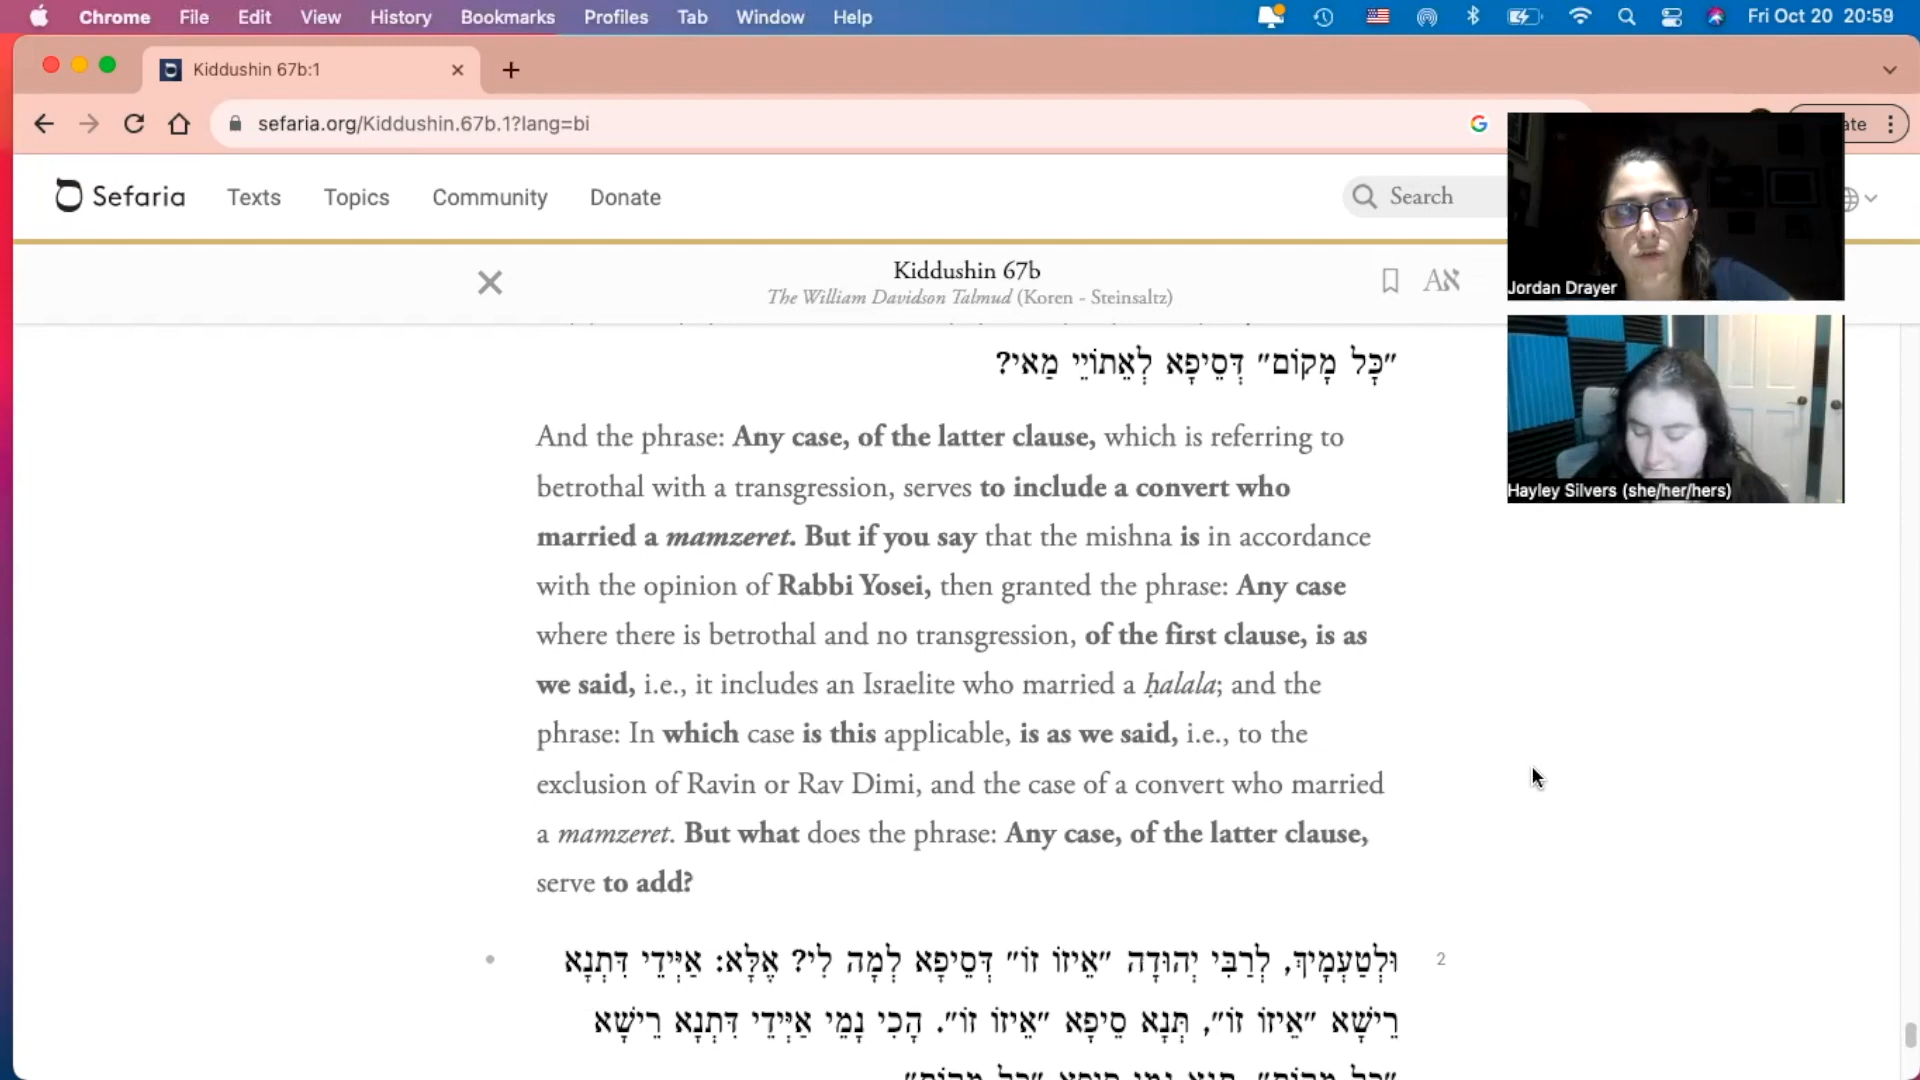 Chrome File Edit View History Bookmarks Profiles Tab Window Help Fri Oct 20 20:59
Kiddushin 67b:1
sefaria.org/Kiddushin.67b.1?lang=bi
Sefaria Texts Topics Community Donate Search
Kiddushin 67b
The William Davidson Talmud (Koren - Steinsaltz)
Jordan Drayer
Hayley Silvers (she/her/hers)
״כׇּל מָקוֹם״ דְּסֵיפָא לְאֵתוֹיֵי מַאי?
And the phrase: Any case, of the latter clause, which is referring to
betrothal with a transgression, serves to include a convert who
married a mamzeret. But if you say that the mishna is in accordance
with the opinion of Rabbi Yosei, then granted the phrase: Any case
where there is betrothal and no transgression, of the first clause, is as
we said, i.e., it includes an Israelite who married a ḥalala; and the
phrase: In which case is this applicable, is as we said, i.e., to the
exclusion of Ravin or Rav Dimi, and the case of a convert who married
a mamzeret. But what does the phrase: Any case, of the latter clause,
serve to add?
וּלְטַעְמָיךְ, לְרַבִּי יְהוּדָה ״אֵיזוֹ זוֹ״ דְּסֵיפָא לְמָה לִי? אֶלָּא: אַיְּידֵי דִּתְנָא 2
רֵישָׁא ״אֵיזוֹ זוֹ״, תְּנָא סֵיפָא ״אֵיזוֹ זוֹ״. הָכִי נָמֵי אַיְּידֵי דִּתְנָא רֵישָׁא